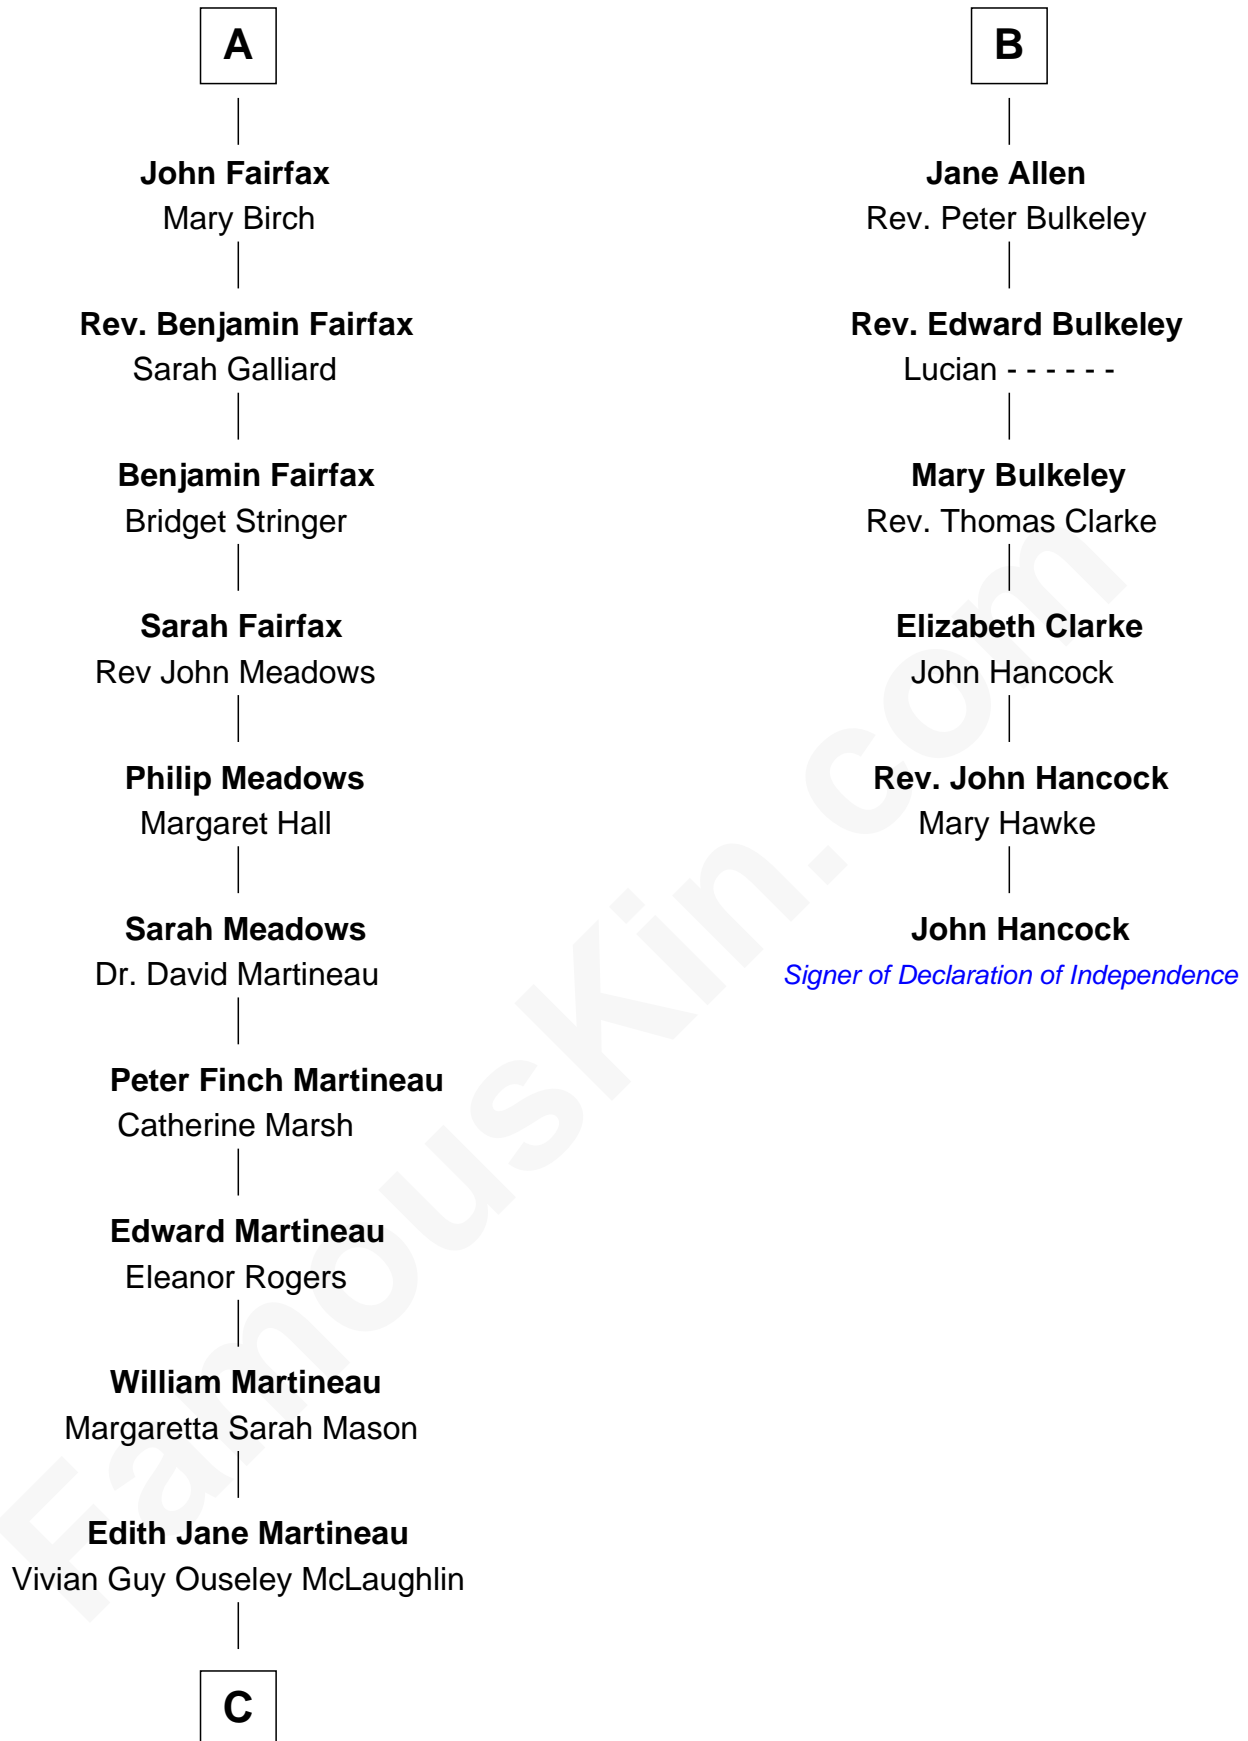 A
John Fairfax
Mary Birch
Rev. Benjamin Fairfax
Sarah Galliard
Benjamin Fairfax
Bridget Stringer
Sarah Fairfax
Rev John Meadows
Philip Meadows
Margaret Hall
Sarah Meadows
Dr. David Martineau
Peter Finch Martineau
Catherine Marsh
Edward Martineau
Eleanor Rogers
William Martineau
Margaretta Sarah Mason
Edith Jane Martineau
Vivian Guy Ouseley McLaughlin
C
B
Jane Allen
Rev. Peter Bulkeley
Rev. Edward Bulkeley
Lucian - - - - - -
Mary Bulkeley
Rev. Thomas Clarke
Elizabeth Clarke
John Hancock
Rev. John Hancock
Mary Hawke
John Hancock
Signer of Declaration of Independence
FamousKin.com